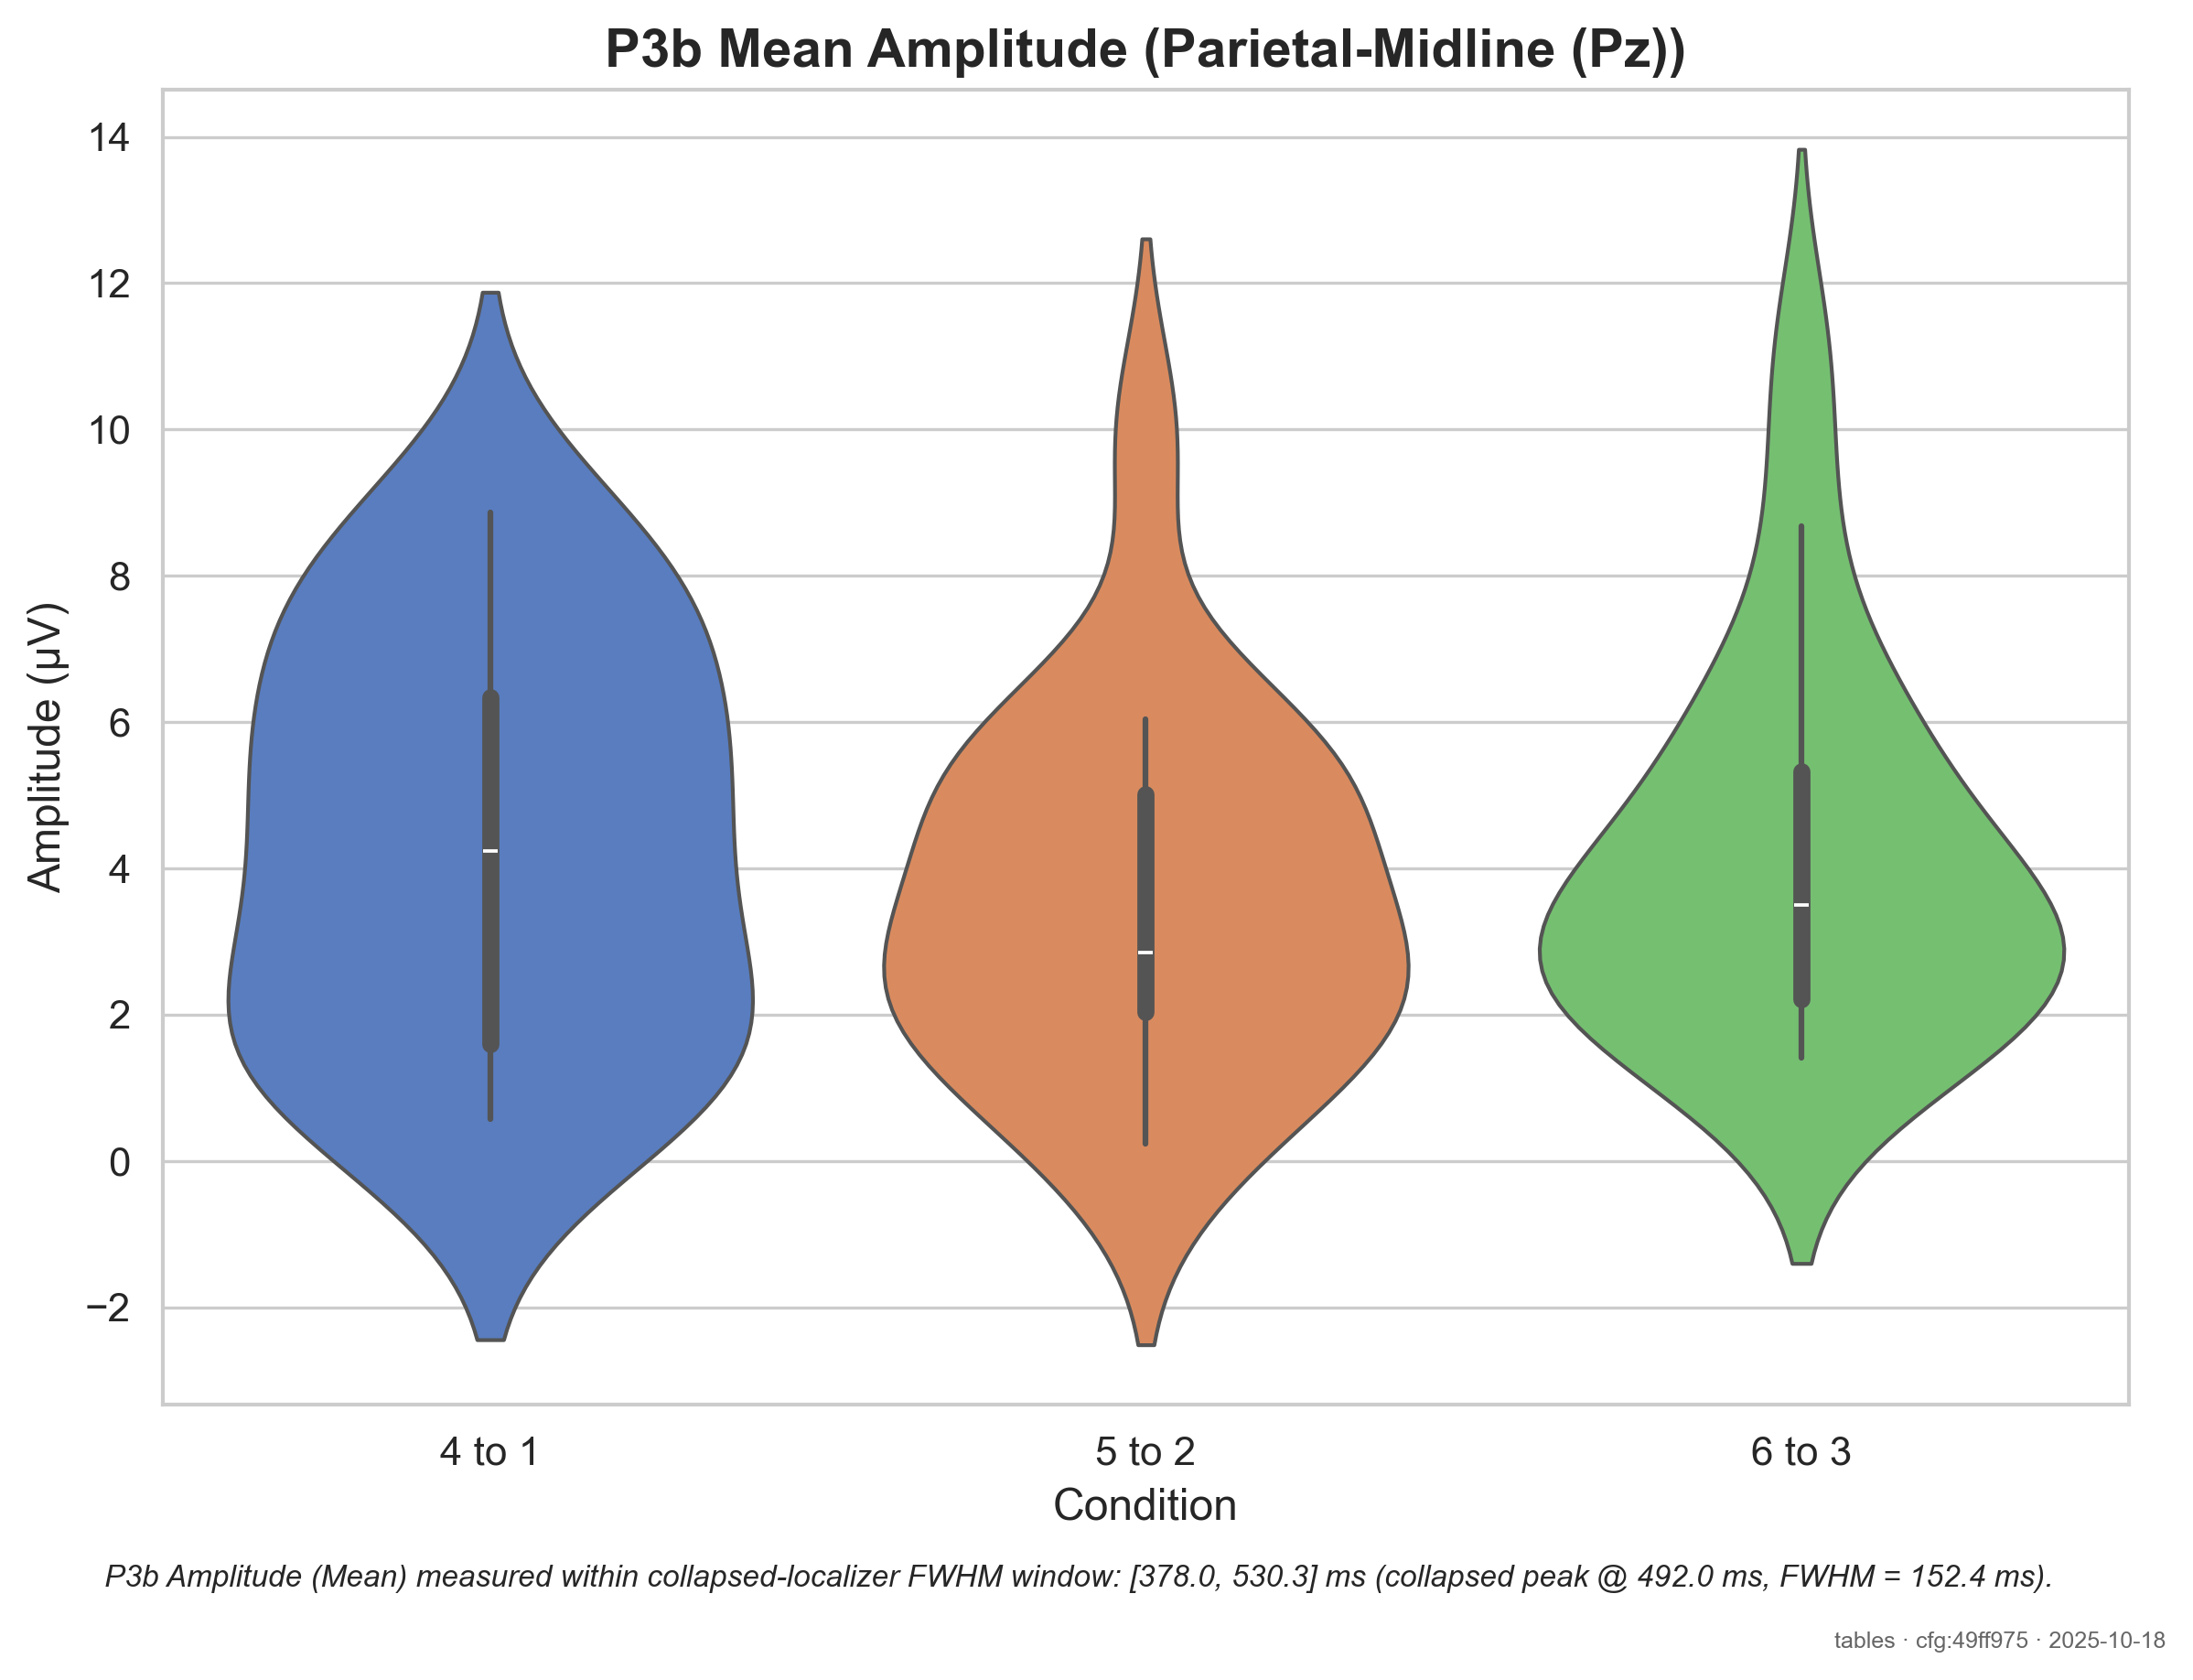 P3b Mean Amplitude (Parietal-Midline (Pz))
Amplitude (µV)
14
12
10
8
6
4
2
0
−2
4 to 1
5 to 2
6 to 3
Condition
P3b Amplitude (Mean) measured within collapsed-localizer FWHM window: [378.0, 530.3] ms (collapsed peak @ 492.0 ms, FWHM = 152.4 ms).
tables · cfg:49ff975 · 2025-10-18